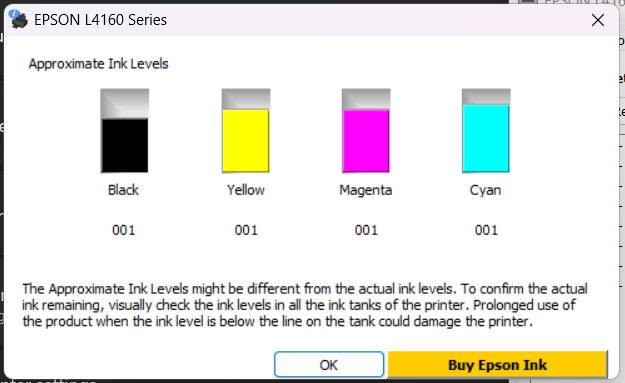 EPSON L4160 Series
Approximate Ink Levels
Black Yellow Magenta Cyan
001 001 001 001
The Approximate Ink Levels might be different from the actual ink levels. To confirm the actual
ink remaining, visually check the ink levels in all the ink tanks of the printer. Prolonged use of
the product when the ink level is below the line on the tank could damage the printer.
OK Buy Epson Ink